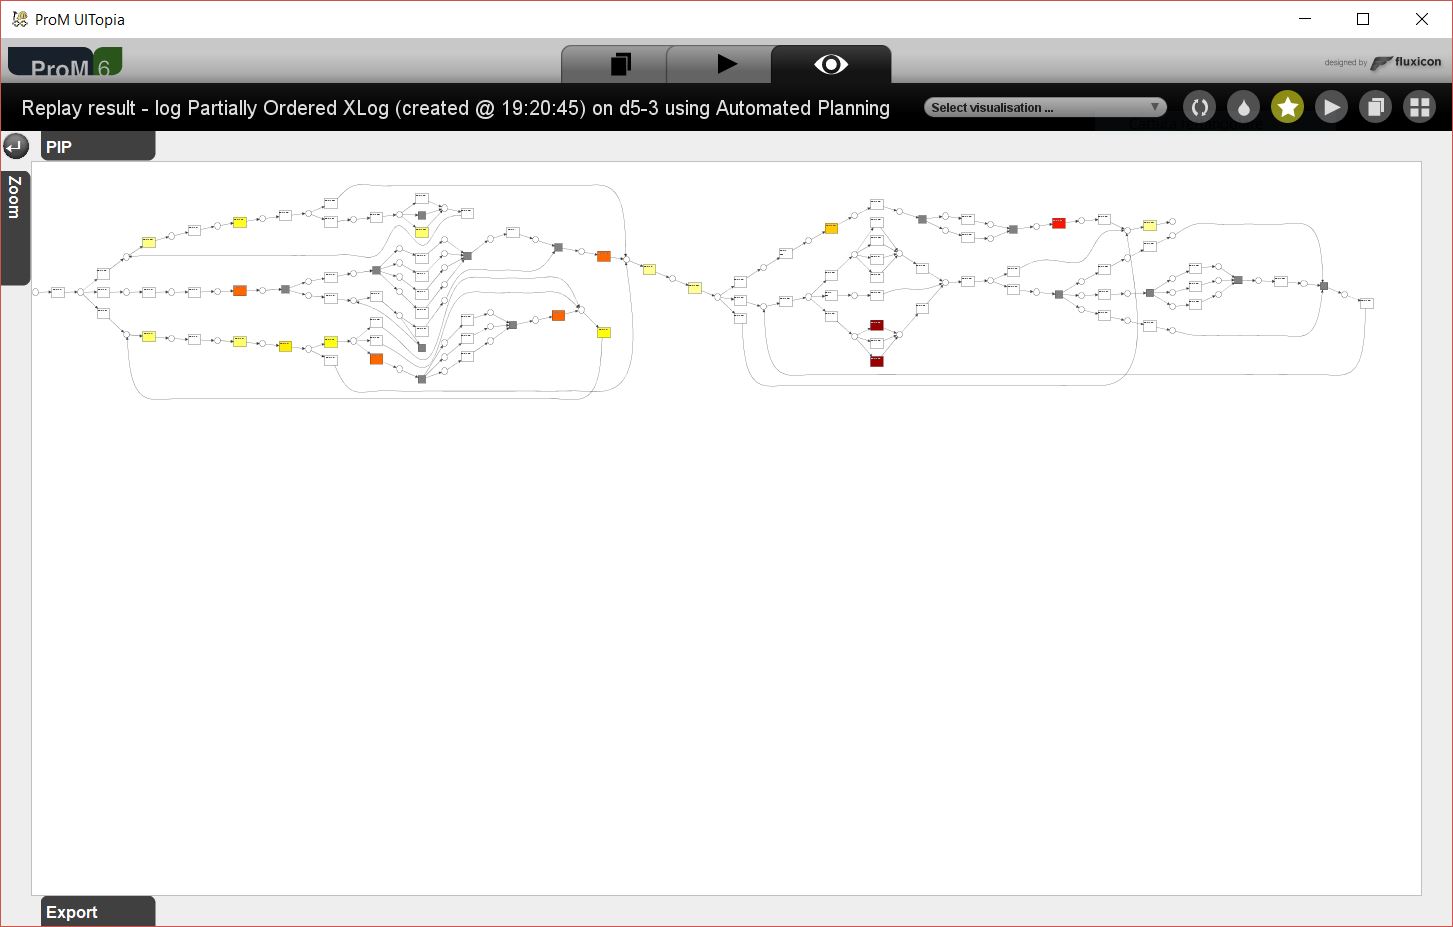 ProM UITopia
ProM 6
designed by fluxicon
Replay result - log Partially Ordered XLog (created @ 19:20:45) on d5-3 using Automated Planning
Select visualisation ...
PIP
Zoom
Export